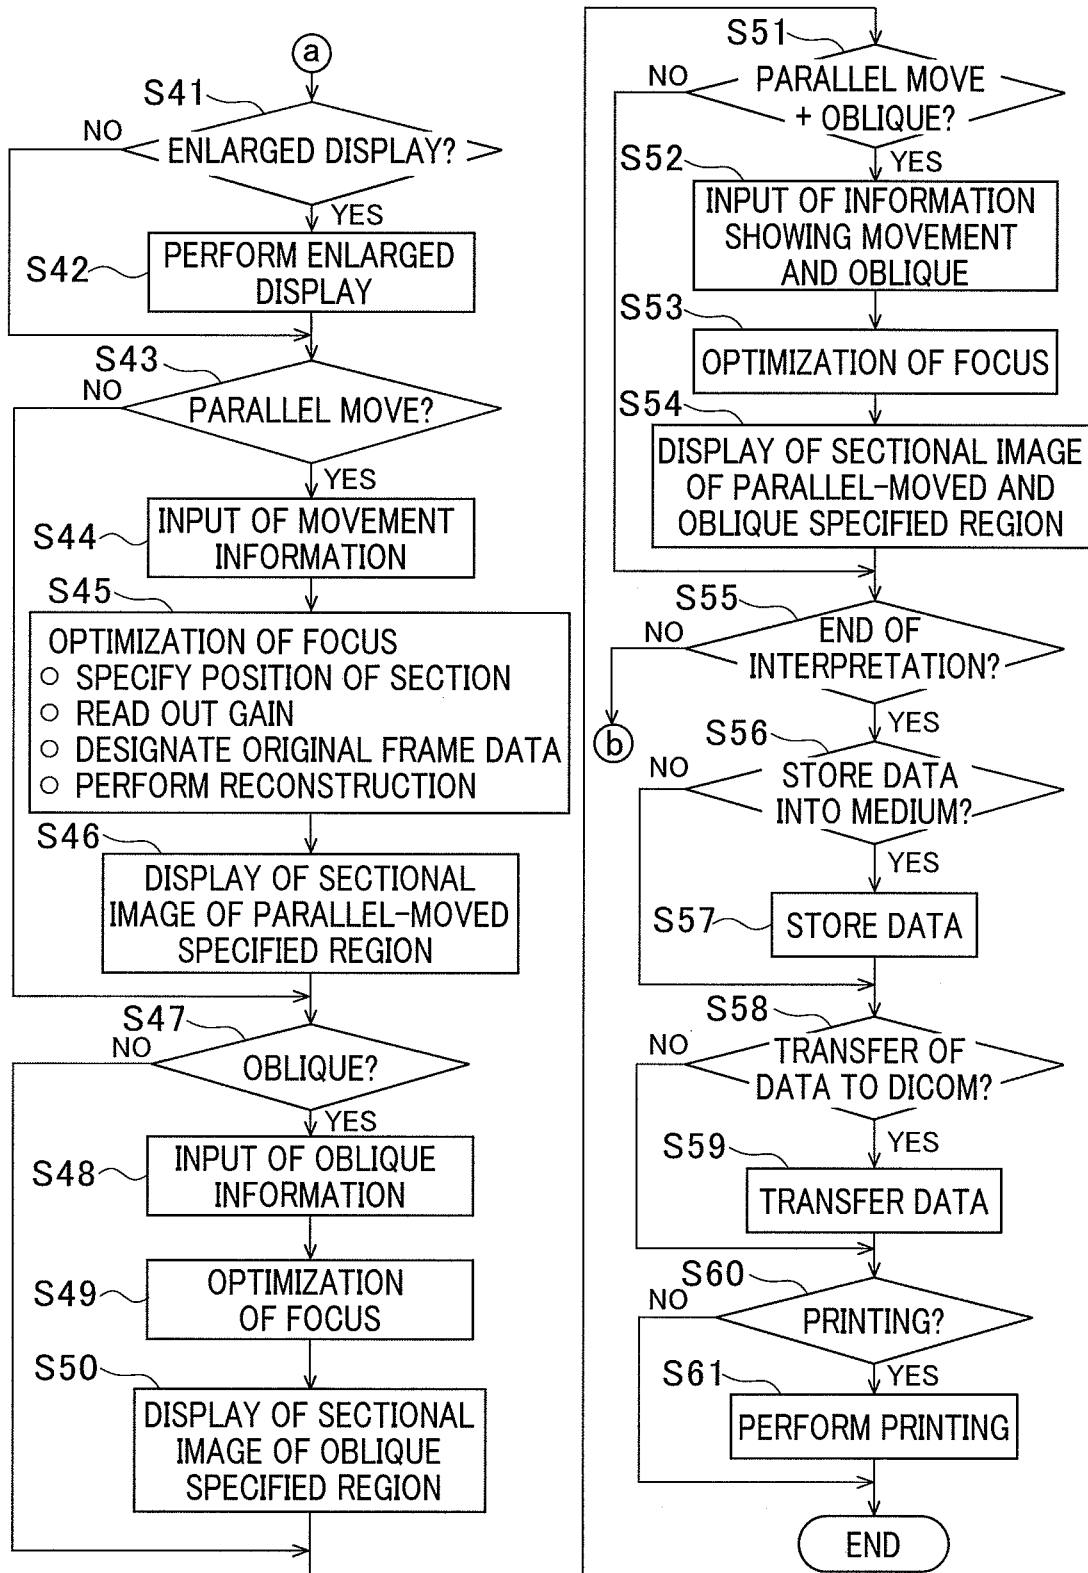 a
S41
NO
ENLARGED DISPLAY?
YES
S42
PERFORM ENLARGED
DISPLAY
S43
NO
PARALLEL MOVE?
YES
S44
INPUT OF MOVEMENT
INFORMATION
S45
OPTIMIZATION OF FOCUS
○ SPECIFY POSITION OF SECTION
○ READ OUT GAIN
○ DESIGNATE ORIGINAL FRAME DATA
○ PERFORM RECONSTRUCTION
S46
DISPLAY OF SECTIONAL
IMAGE OF PARALLEL-MOVED
SPECIFIED REGION
S47
NO
OBLIQUE?
YES
S48
INPUT OF OBLIQUE
INFORMATION
S49
OPTIMIZATION
OF FOCUS
S50
DISPLAY OF SECTIONAL
IMAGE OF OBLIQUE
SPECIFIED REGION
S51
NO
PARALLEL MOVE
+ OBLIQUE?
YES
S52
INPUT OF INFORMATION
SHOWING MOVEMENT
AND OBLIQUE
S53
OPTIMIZATION OF FOCUS
S54
DISPLAY OF SECTIONAL IMAGE
OF PARALLEL-MOVED AND
OBLIQUE SPECIFIED REGION
S55
NO
END OF
INTERPRETATION?
b
YES
S56
NO
STORE DATA
INTO MEDIUM?
YES
S57
STORE DATA
S58
NO
TRANSFER OF
DATA TO DICOM?
YES
S59
TRANSFER DATA
S60
NO
PRINTING?
YES
S61
PERFORM PRINTING
END